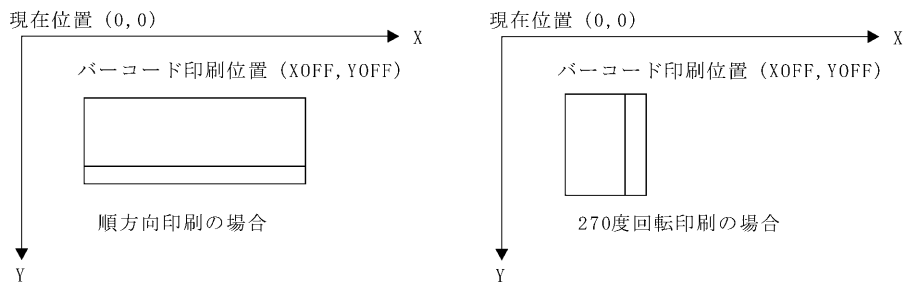 現在位置 (0,0)
X
バーコード印刷位置 (XOFF,YOFF)
順方向印刷の場合
Y
現在位置 (0,0)
X
バーコード印刷位置 (XOFF,YOFF)
270度回転印刷の場合
Y